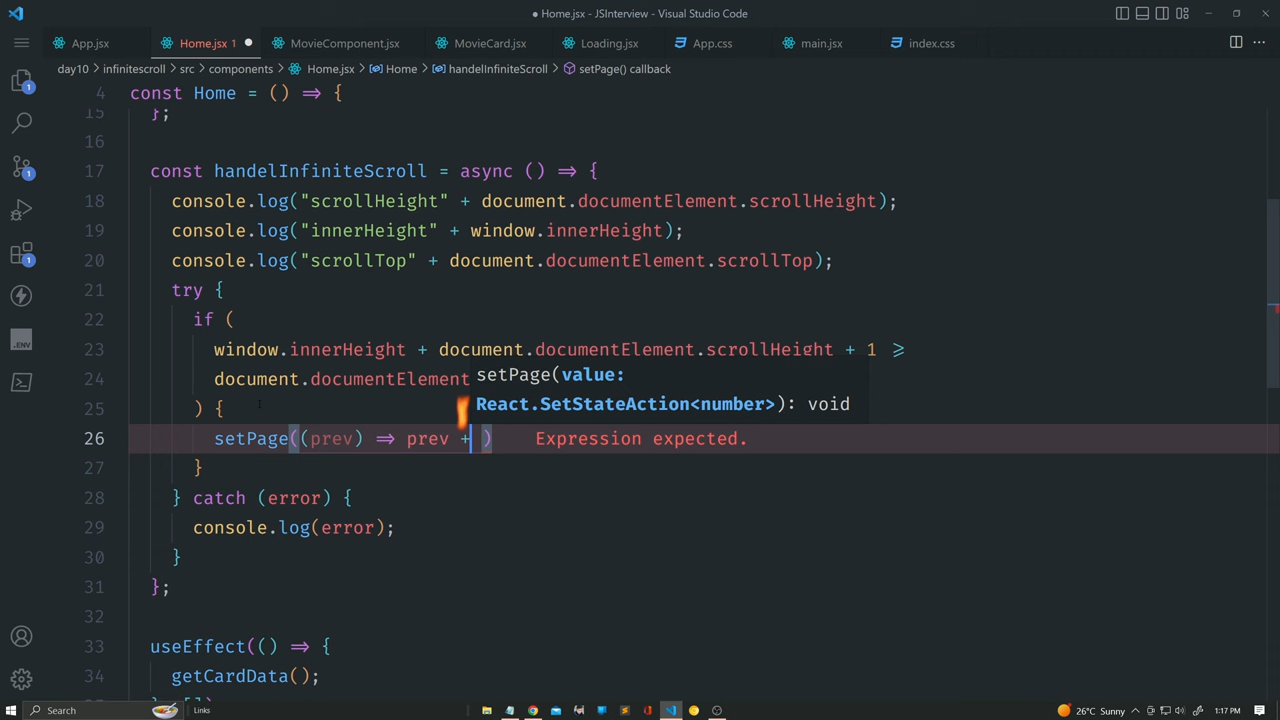 ● Home.jsx - JSInterview - Visual Studio Code
App.jsx
Home.jsx 1 ●
MovieComponent.jsx
MovieCard.jsx
Loading.jsx
App.css
main.jsx
index.css
day10 > infinitescroll > src > components > Home.jsx > Home > handelInfiniteScroll > setPage() callback
4 const Home = () => {
15 };
16
17 const handelInfiniteScroll = async () => {
18 console.log("scrollHeight" + document.documentElement.scrollHeight);
19 console.log("innerHeight" + window.innerHeight);
20 console.log("scrollTop" + document.documentElement.scrollTop);
21 try {
22 if (
23 window.innerHeight + document.documentElement.scrollHeight + 1 >=
24 document.documentElement
setPage(value:
React.SetStateAction<number>): void
25 ) {
26 setPage((prev) => prev + ) Expression expected.
27 }
28 } catch (error) {
29 console.log(error);
30 }
31 };
32
33 useEffect(() => {
34 getCardData();
1
1
1
.ENV
Search
Links
26°C Sunny
1:17 PM